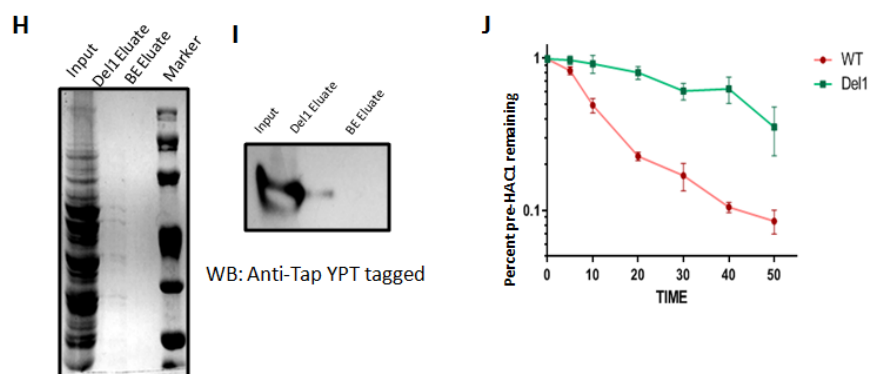 H
Input
Del1 Eluate
BE Eluate
Marker
I
Input
Del1 Eluate
BE Eluate
WB: Anti-Tap YPT tagged
J
Percent pre-HAC1 remaining
1
0.1
0
10
20
30
40
50
TIME
WT
Del1